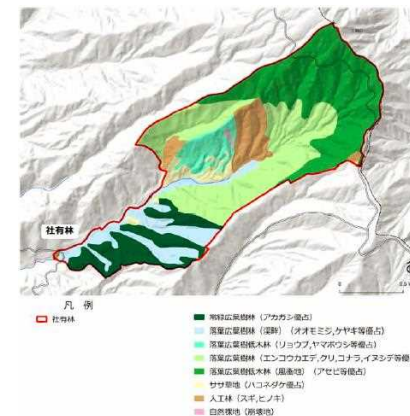 社有林
凡 例
社有林
常緑広葉樹林（アカガシ優占）
落葉広葉樹林（渓畔）（オオモミジ,ケヤキ等優占）
落葉広葉樹低木林（リョウブ,ヤマボウシ等優占）
落葉広葉樹林（エンコウカエデ,クリ,コナラ,イヌシデ等優
落葉広葉樹低木林（風衝地）（アセビ等優占）
ササ草地（ハコネダケ優占）
人工林（スギ,ヒノキ）
自然裸地（崩壊地）